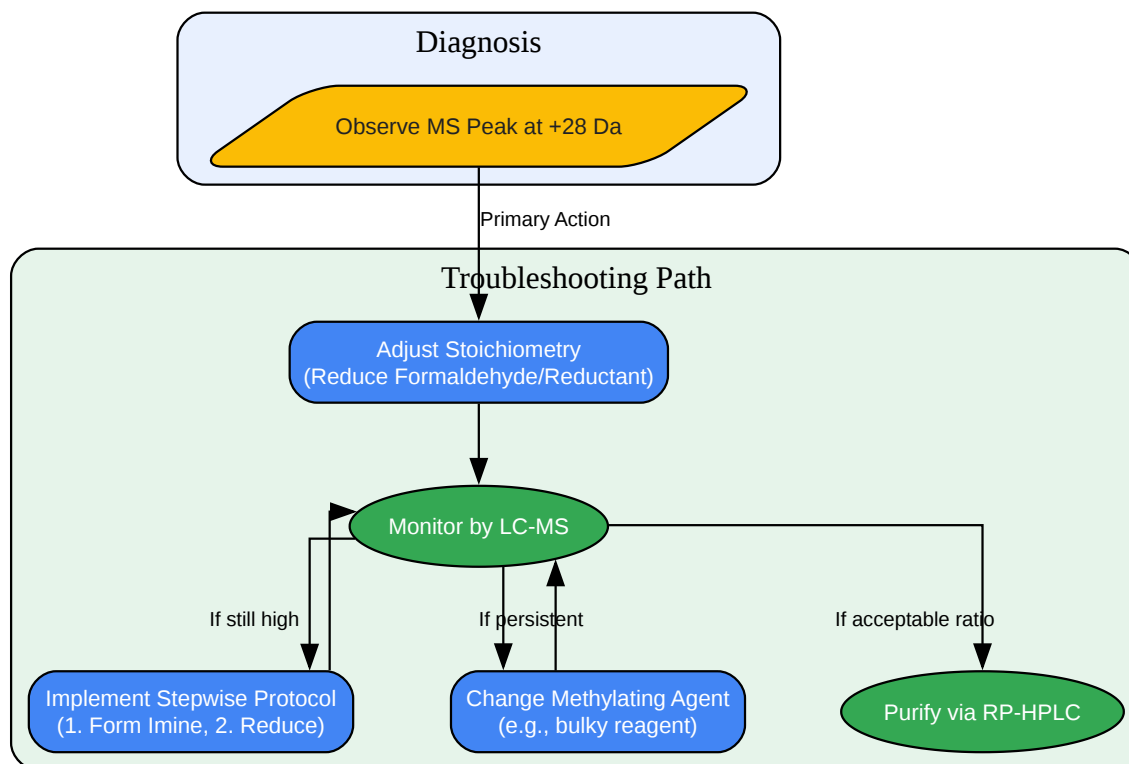 Diagnosis
Observe MS Peak at +28 Da
Primary Action
Troubleshooting Path
Adjust Stoichiometry
(Reduce Formaldehyde/Reductant)
Monitor by LC-MS
If still high
If persistent
If acceptable ratio
Implement Stepwise Protocol
(1. Form Imine, 2. Reduce)
Change Methylating Agent
(e.g., bulky reagent)
Purify via RP-HPLC